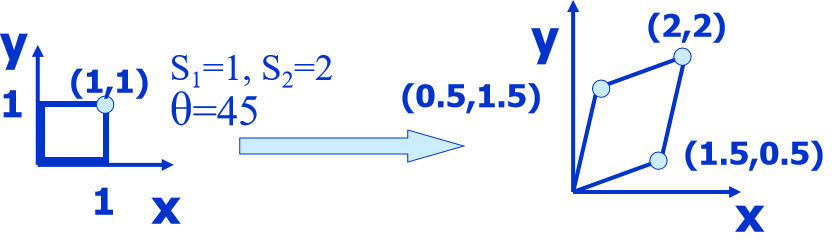 y
(1,1)
1
1
x
S₁=1, S₂=2
θ=45
y
(2,2)
(0.5,1.5)
(1.5,0.5)
x